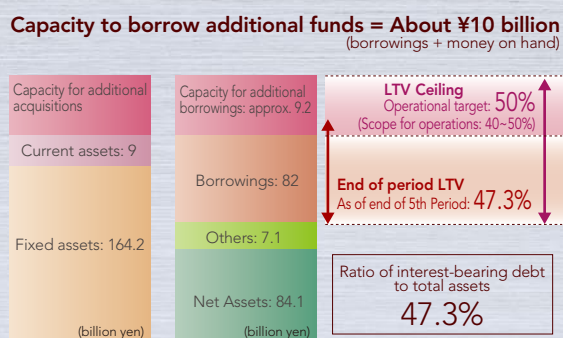 Capacity to borrow additional funds = About ¥10 billion
(borrowings + money on hand)
Capacity for additional
acquisitions
Current assets: 9
Fixed assets: 164.2
(billion yen)
Capacity for additional
borrowings: approx. 9.2
Borrowings: 82
Others: 7.1
Net Assets: 84.1
(billion yen)
LTV Ceiling
Operational target: 50%
(Scope for operations: 40~50%)
End of period LTV
As of end of 5th Period: 47.3%
Ratio of interest-bearing debt
to total assets
47.3%